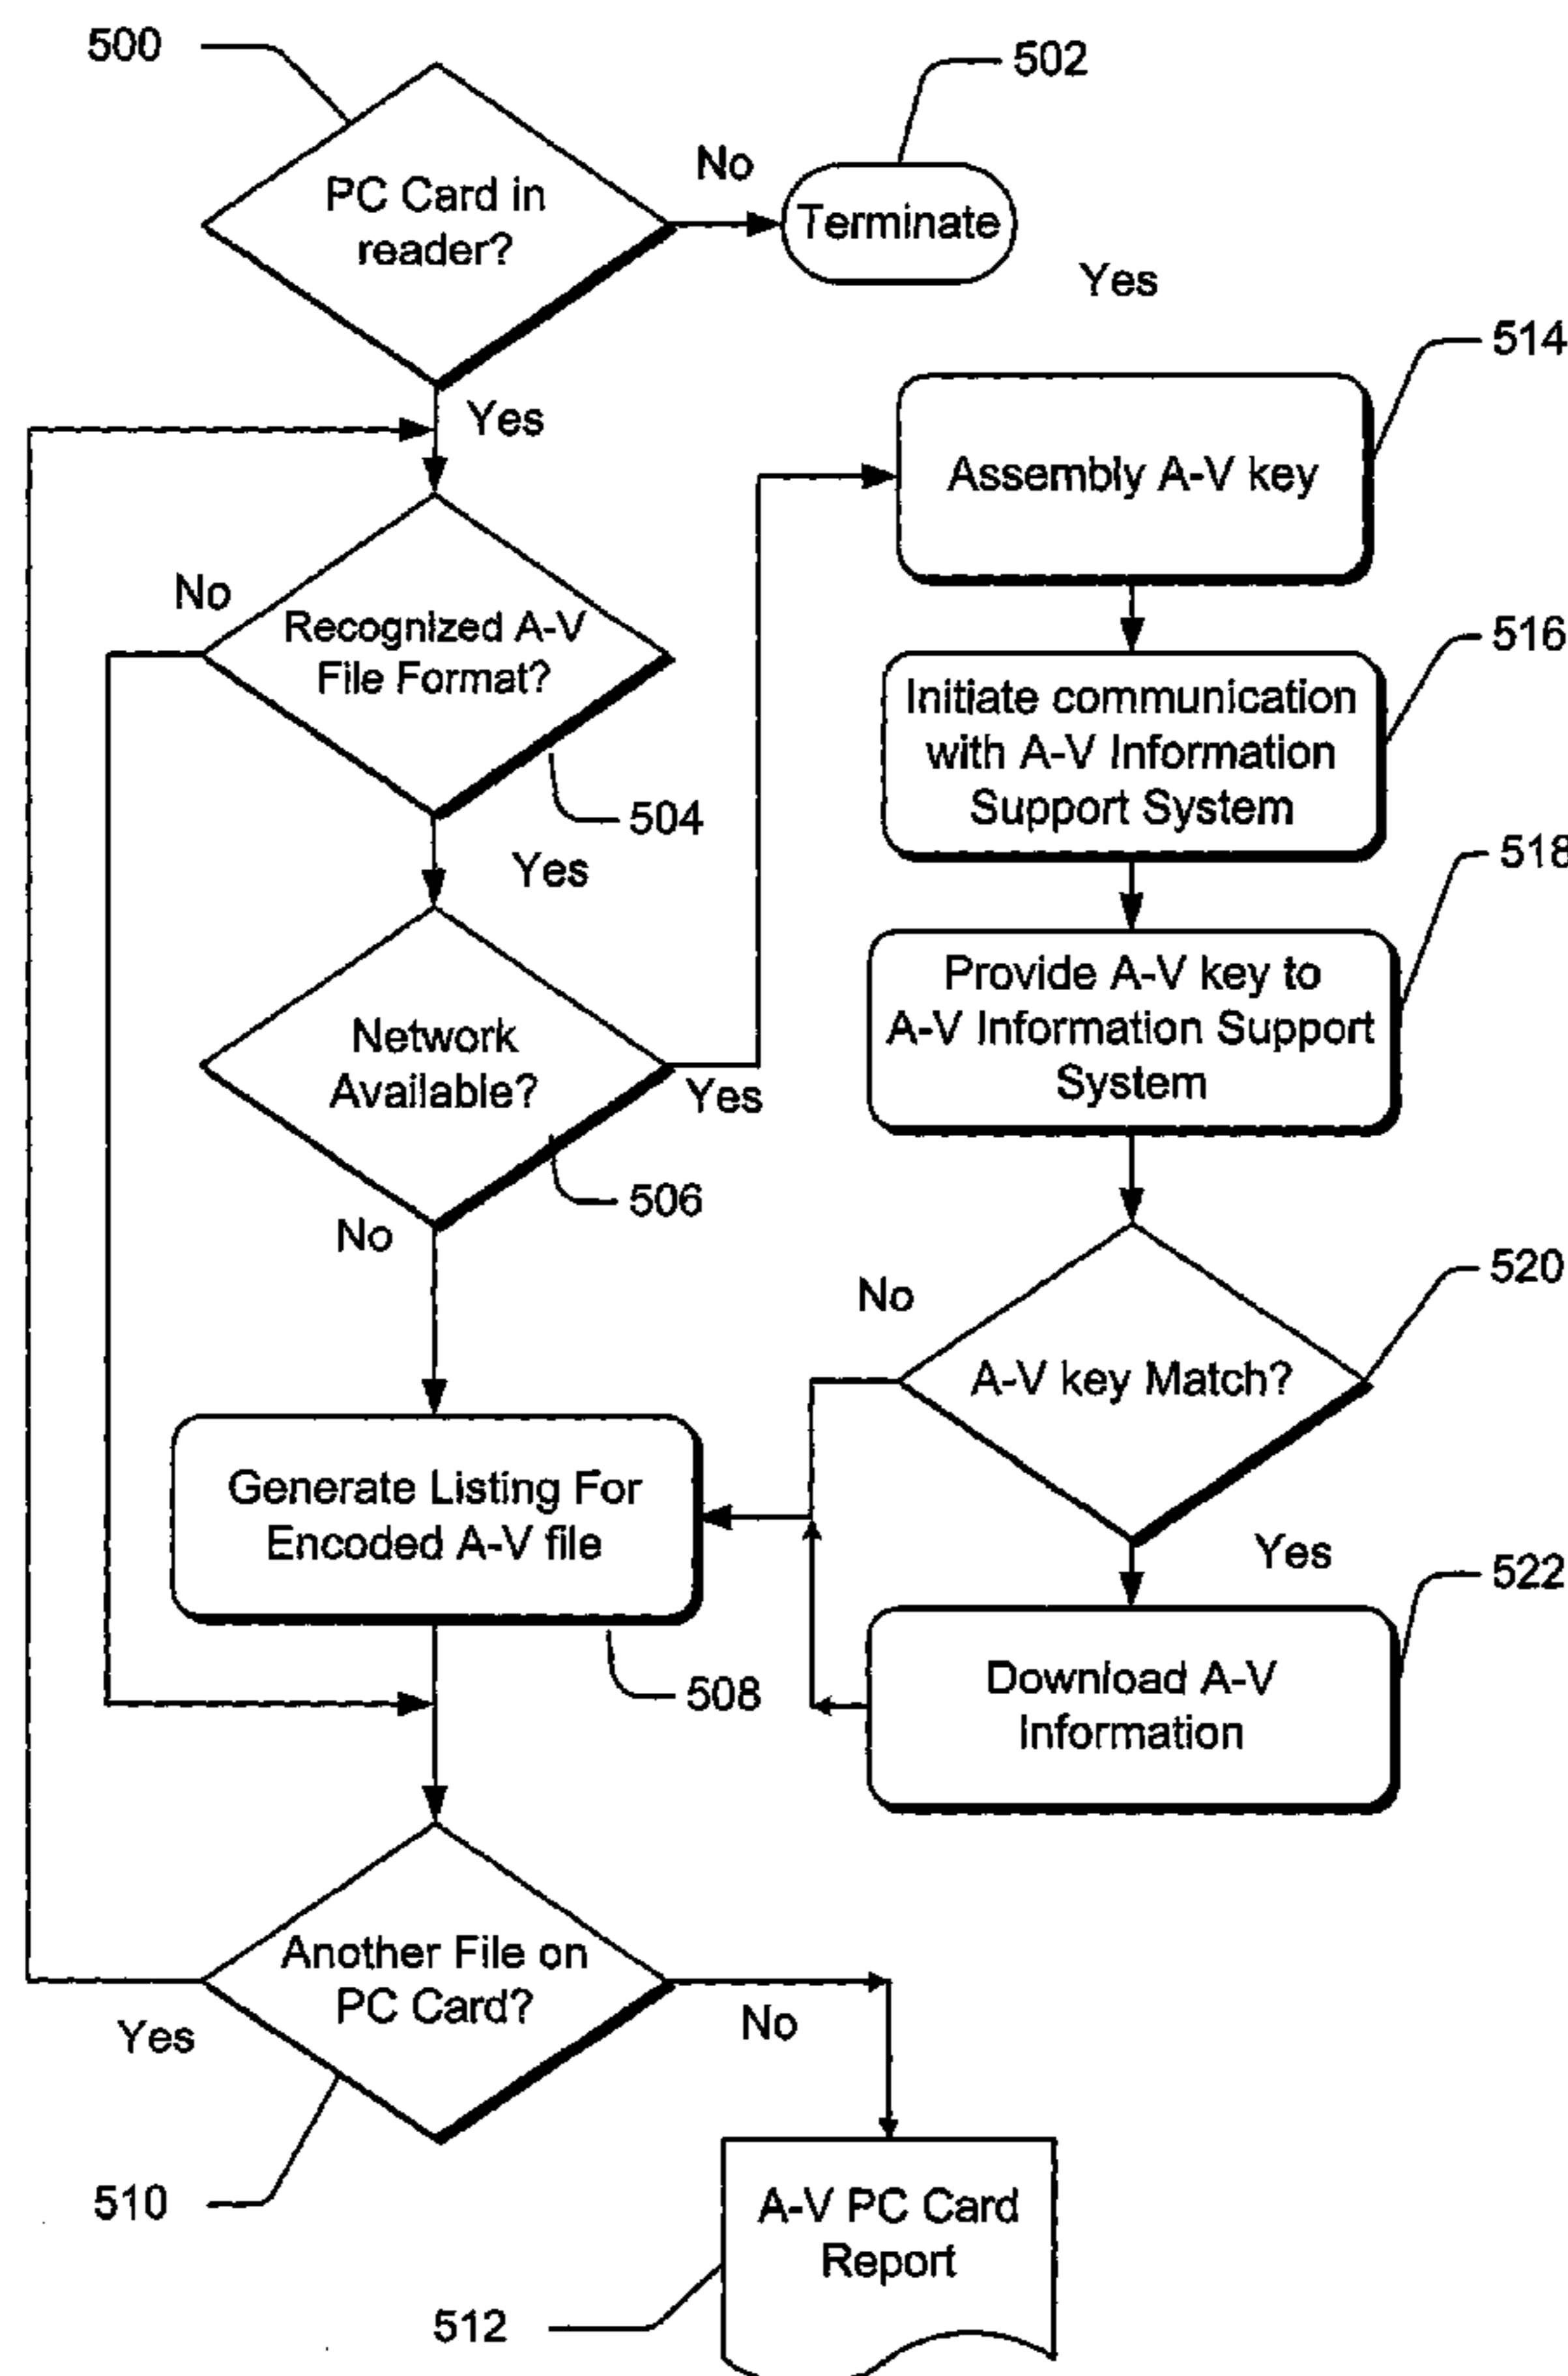 500
502
PC Card in
reader?
No
Terminate
Yes
Yes
514
Assembly A-V key
No
Recognized A-V
File Format?
504
516
Initiate communication
with A-V Information
Support System
Yes
518
Provide A-V key to
A-V Information Support
System
Network
Available?
Yes
506
No
520
No
A-V key Match?
Generate Listing For
Encoded A-V file
508
Yes
522
Download A-V
Information
Another File on
PC Card?
Yes
No
510
A-V PC Card
Report
512